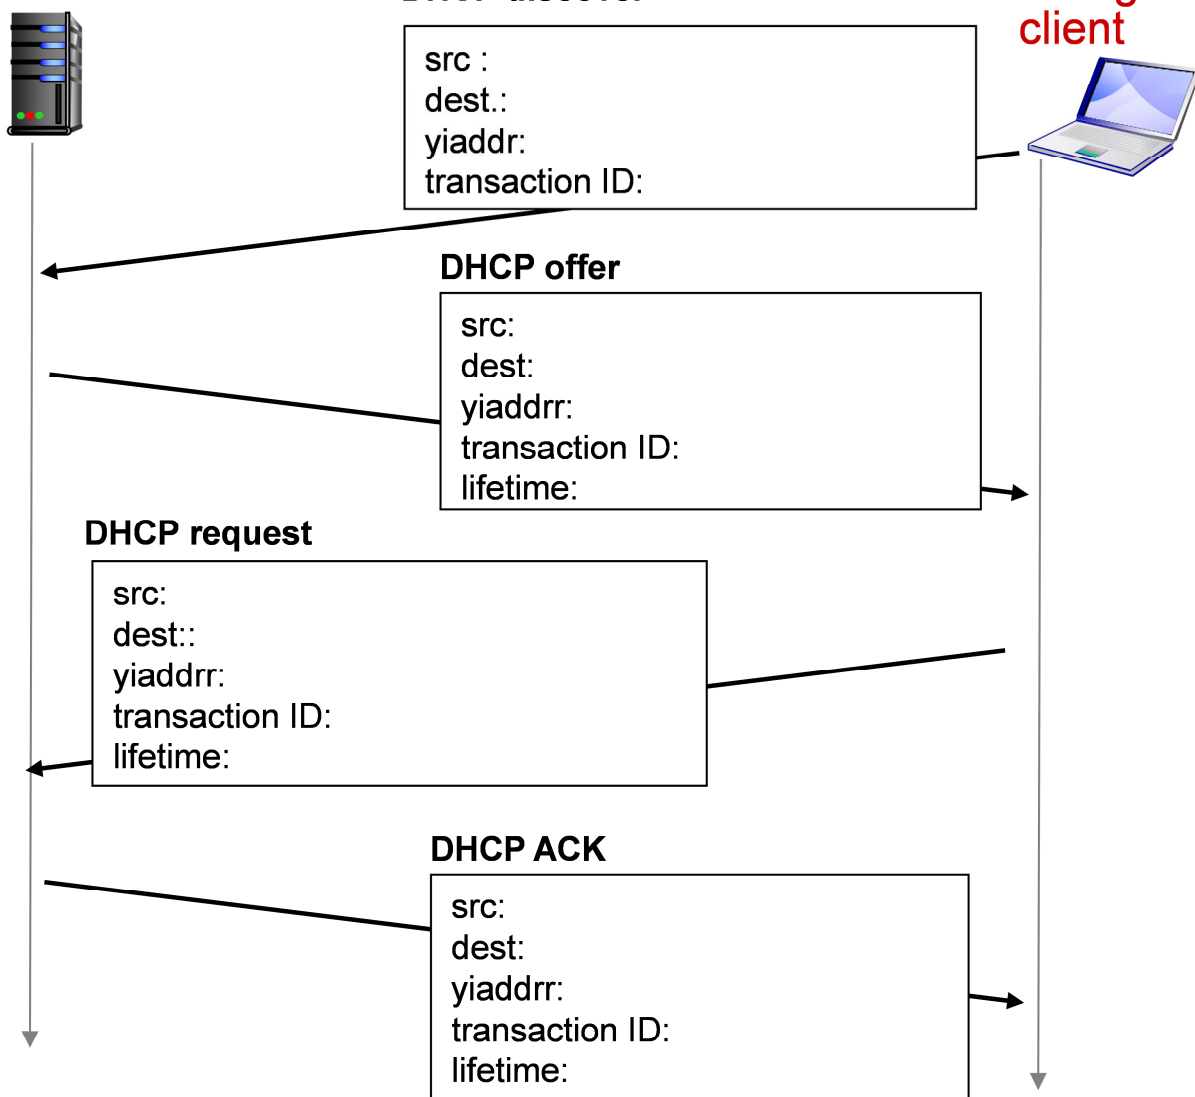 client
src :
dest.:
yiaddr:
transaction ID:
DHCP offer
src:
dest:
yiaddrr:
transaction ID:
lifetime:
DHCP request
src:
dest::
yiaddrr:
transaction ID:
lifetime:
DHCP ACK
src:
dest:
yiaddrr:
transaction ID:
lifetime: